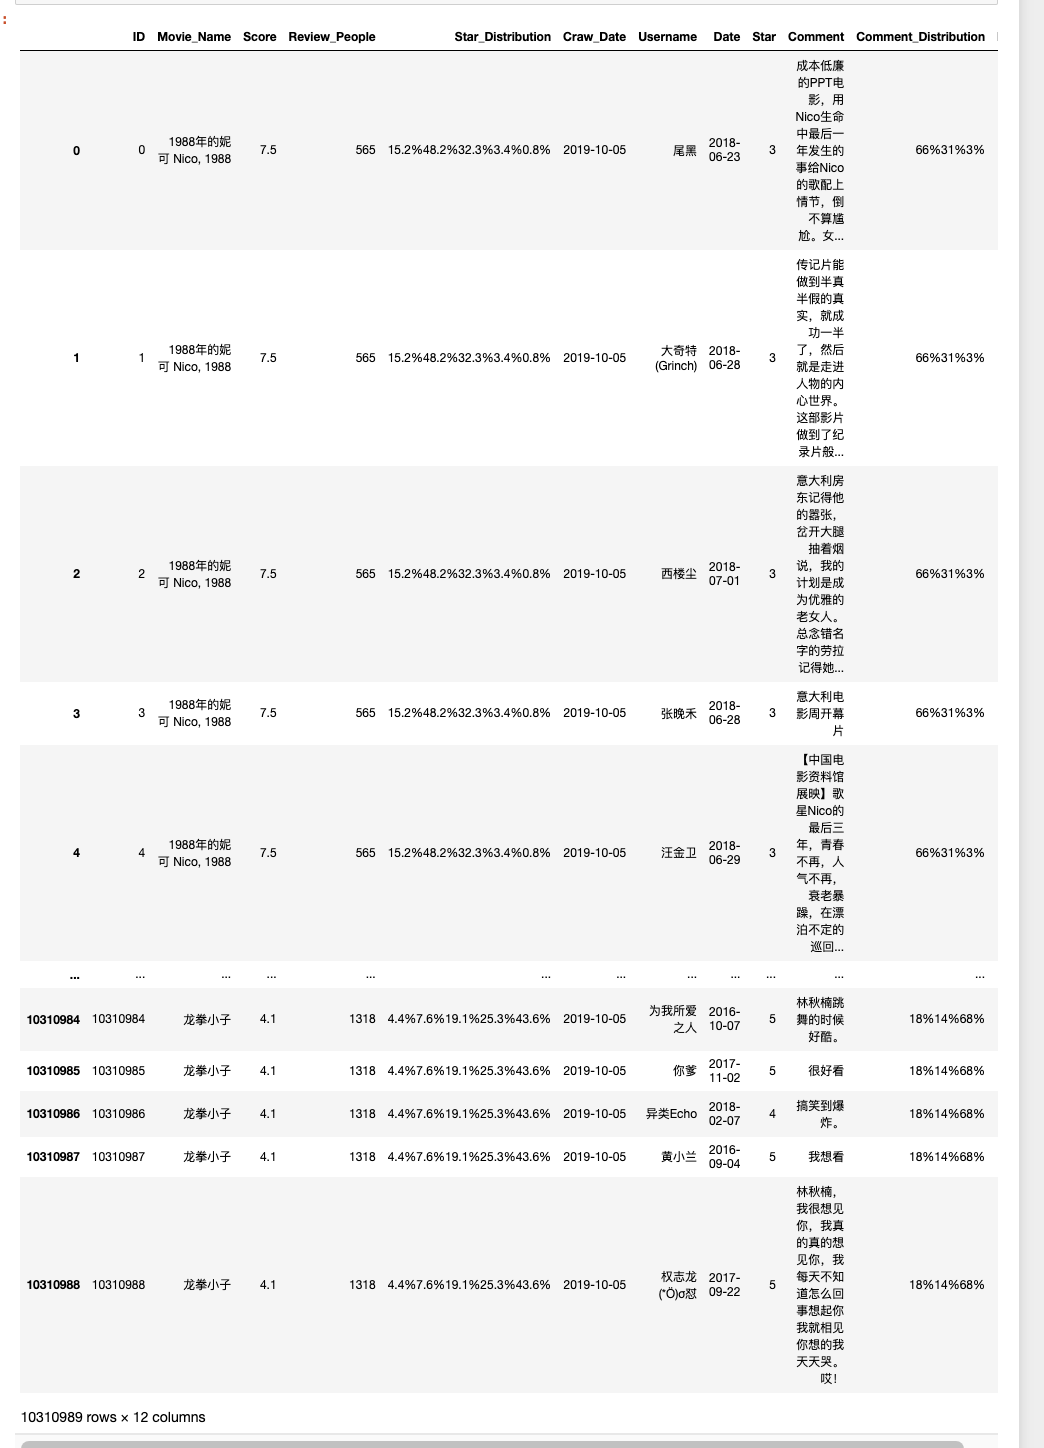 ID Movie_Name Score Review_People Star_Distribution Craw_Date Username Date Star Comment Comment_Distribution
0 0 1988年的妮可 Nico, 1988 7.5 565 15.2%48.2%32.3%3.4%0.8% 2019-10-05 尾黑 2018-06-23 3 成本低廉的PPT电影，用Nico生命中最后一年发生的事给Nico的歌配上情节，倒不算尴尬。女... 66%31%3%
1 1 1988年的妮可 Nico, 1988 7.5 565 15.2%48.2%32.3%3.4%0.8% 2019-10-05 大奇特(Grinch) 2018-06-28 3 传记片能做到半真半假的真实，就成功一半了，然后就是走进人物的内心世界。这部影片做到了纪录片般... 66%31%3%
2 2 1988年的妮可 Nico, 1988 7.5 565 15.2%48.2%32.3%3.4%0.8% 2019-10-05 西楼尘 2018-07-01 3 意大利房东记得他的嚣张，岔开大腿抽着烟说，我的计划是成为优雅的老女人。总念错名字的劳拉记得她... 66%31%3%
3 3 1988年的妮可 Nico, 1988 7.5 565 15.2%48.2%32.3%3.4%0.8% 2019-10-05 张晚禾 2018-06-28 3 意大利电影周开幕片 66%31%3%
4 4 1988年的妮可 Nico, 1988 7.5 565 15.2%48.2%32.3%3.4%0.8% 2019-10-05 汪金卫 2018-06-29 3 【中国电影资料馆展映】歌星Nico的最后三年，青春不再，人气不再，衰老暴躁，在漂泊不定的巡回... 66%31%3%
... ... ... ... ... ... ... ... ... ... ... ...
10310984 10310984 龙拳小子 4.1 1318 4.4%7.6%19.1%25.3%43.6% 2019-10-05 为我所爱之人 2016-10-07 5 林秋楠跳舞的时候好酷。 18%14%68%
10310985 10310985 龙拳小子 4.1 1318 4.4%7.6%19.1%25.3%43.6% 2019-10-05 你爹 2017-11-02 5 很好看 18%14%68%
10310986 10310986 龙拳小子 4.1 1318 4.4%7.6%19.1%25.3%43.6% 2019-10-05 异类Echo 2018-02-07 4 搞笑到爆炸。 18%14%68%
10310987 10310987 龙拳小子 4.1 1318 4.4%7.6%19.1%25.3%43.6% 2019-10-05 黄小兰 2016-09-04 5 我想看 18%14%68%
10310988 10310988 龙拳小子 4.1 1318 4.4%7.6%19.1%25.3%43.6% 2019-10-05 权志龙(*Ӧ)σ怼 2017-09-22 5 林秋楠，我很想见你，我真的真的想见你，我每天不知道怎么回事想起你我就相见你想的我天天哭。哎！ 18%14%68%
10310989 rows × 12 columns